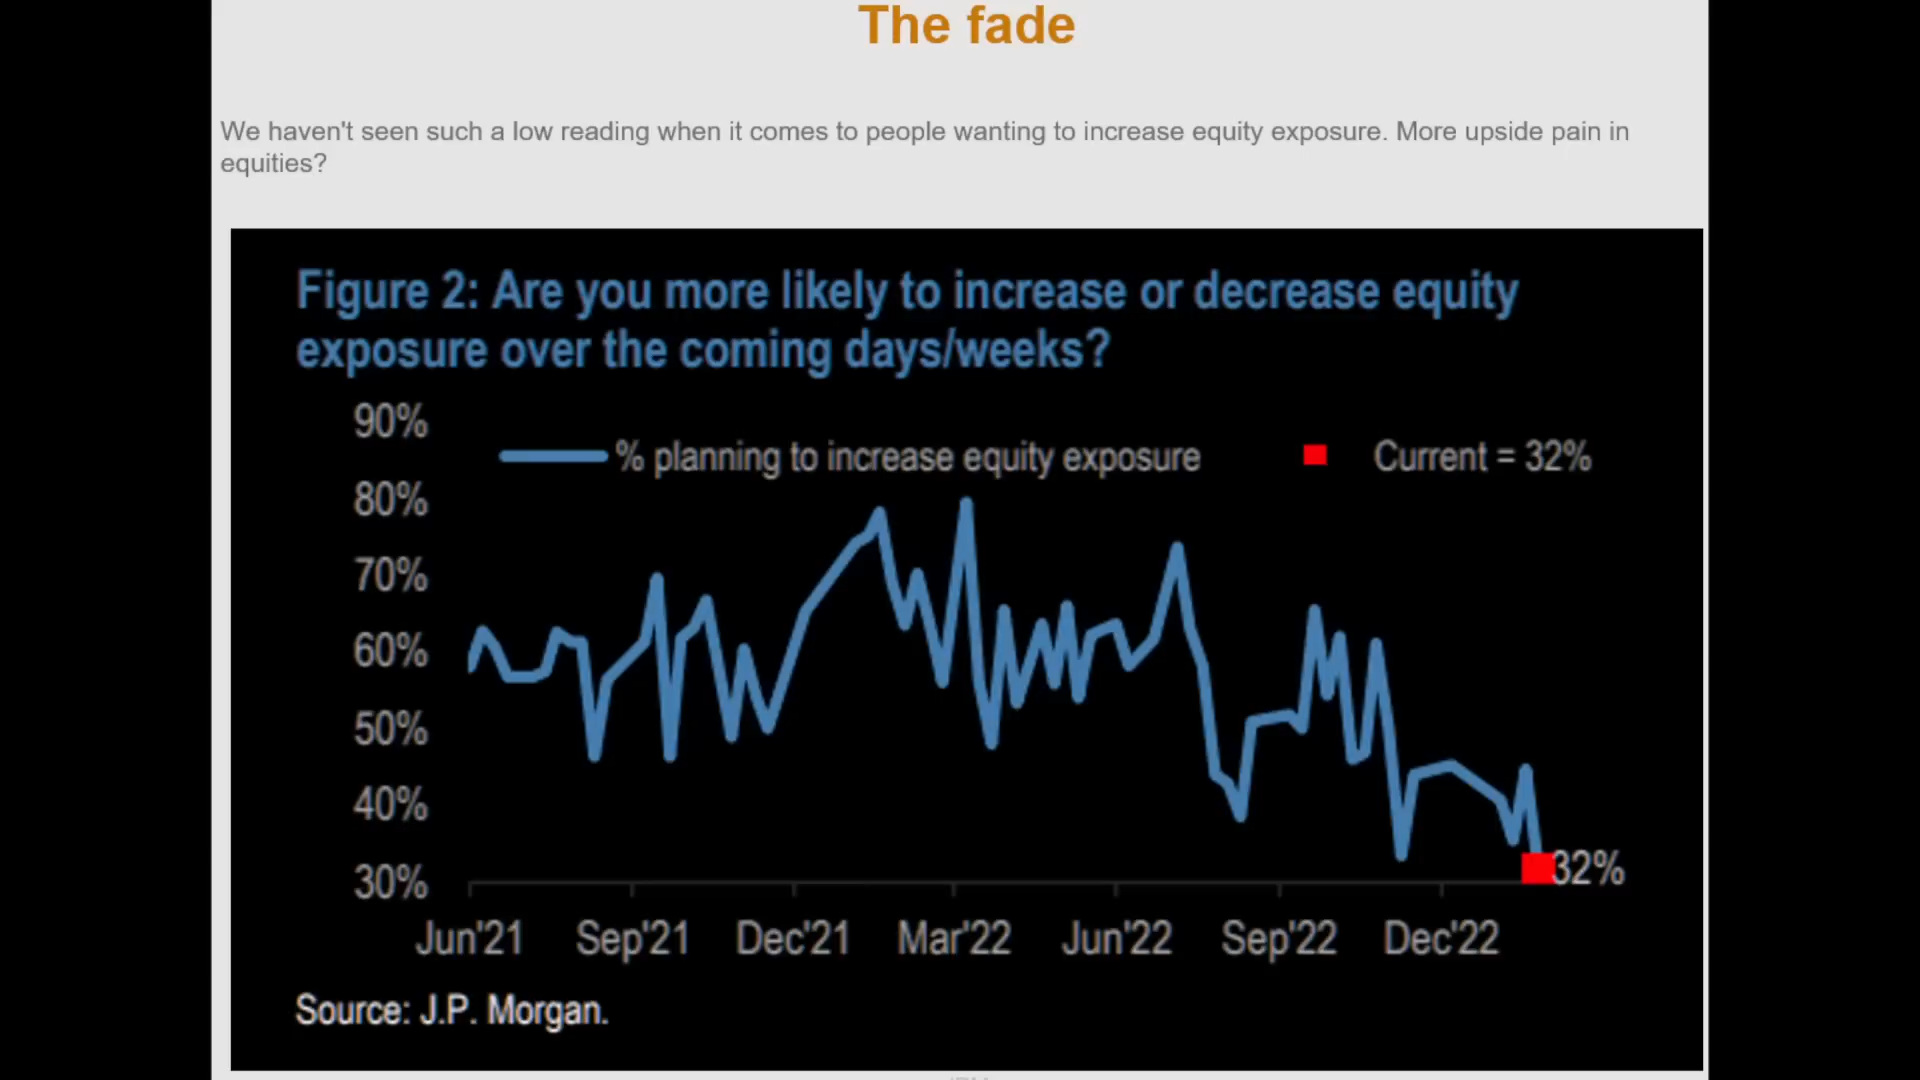 The fade
We haven't seen such a low reading when it comes to people wanting to increase equity exposure. More upside pain in
equities?
Figure 2: Are you more likely to increase or decrease equity
exposure over the coming days/weeks?
90%
% planning to increase equity exposure
Current = 32%
80%
70%
60%
50%
40%
30%
32%
Jun'21 Sep'21 Dec'21 Mar'22 Jun'22 Sep'22 Dec'22
Source: J.P. Morgan.